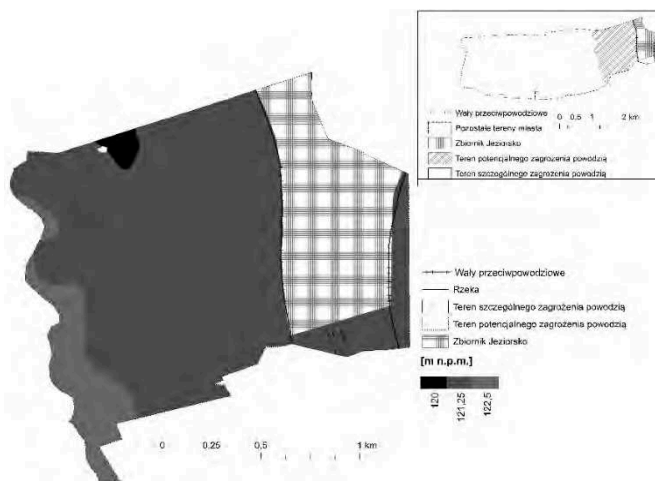 Wały przeciwpowodziowe
0 1 2 km
Pozostałe tereny miasta
Zbiornik Jeziorsko
Teren potencjalnego zagrożenia powodzią
Teren szczególnego zagrożenia powodzią
Wały przeciwpowodziowe
Rzeka
Teren szczególnego zagrożenia powodzią
Teren potencjalnego zagrożenia powodzią
Zbiornik Jeziorsko
[m n.p.m.]
120
121,25
122,5
0 0.25 0,5 1 km